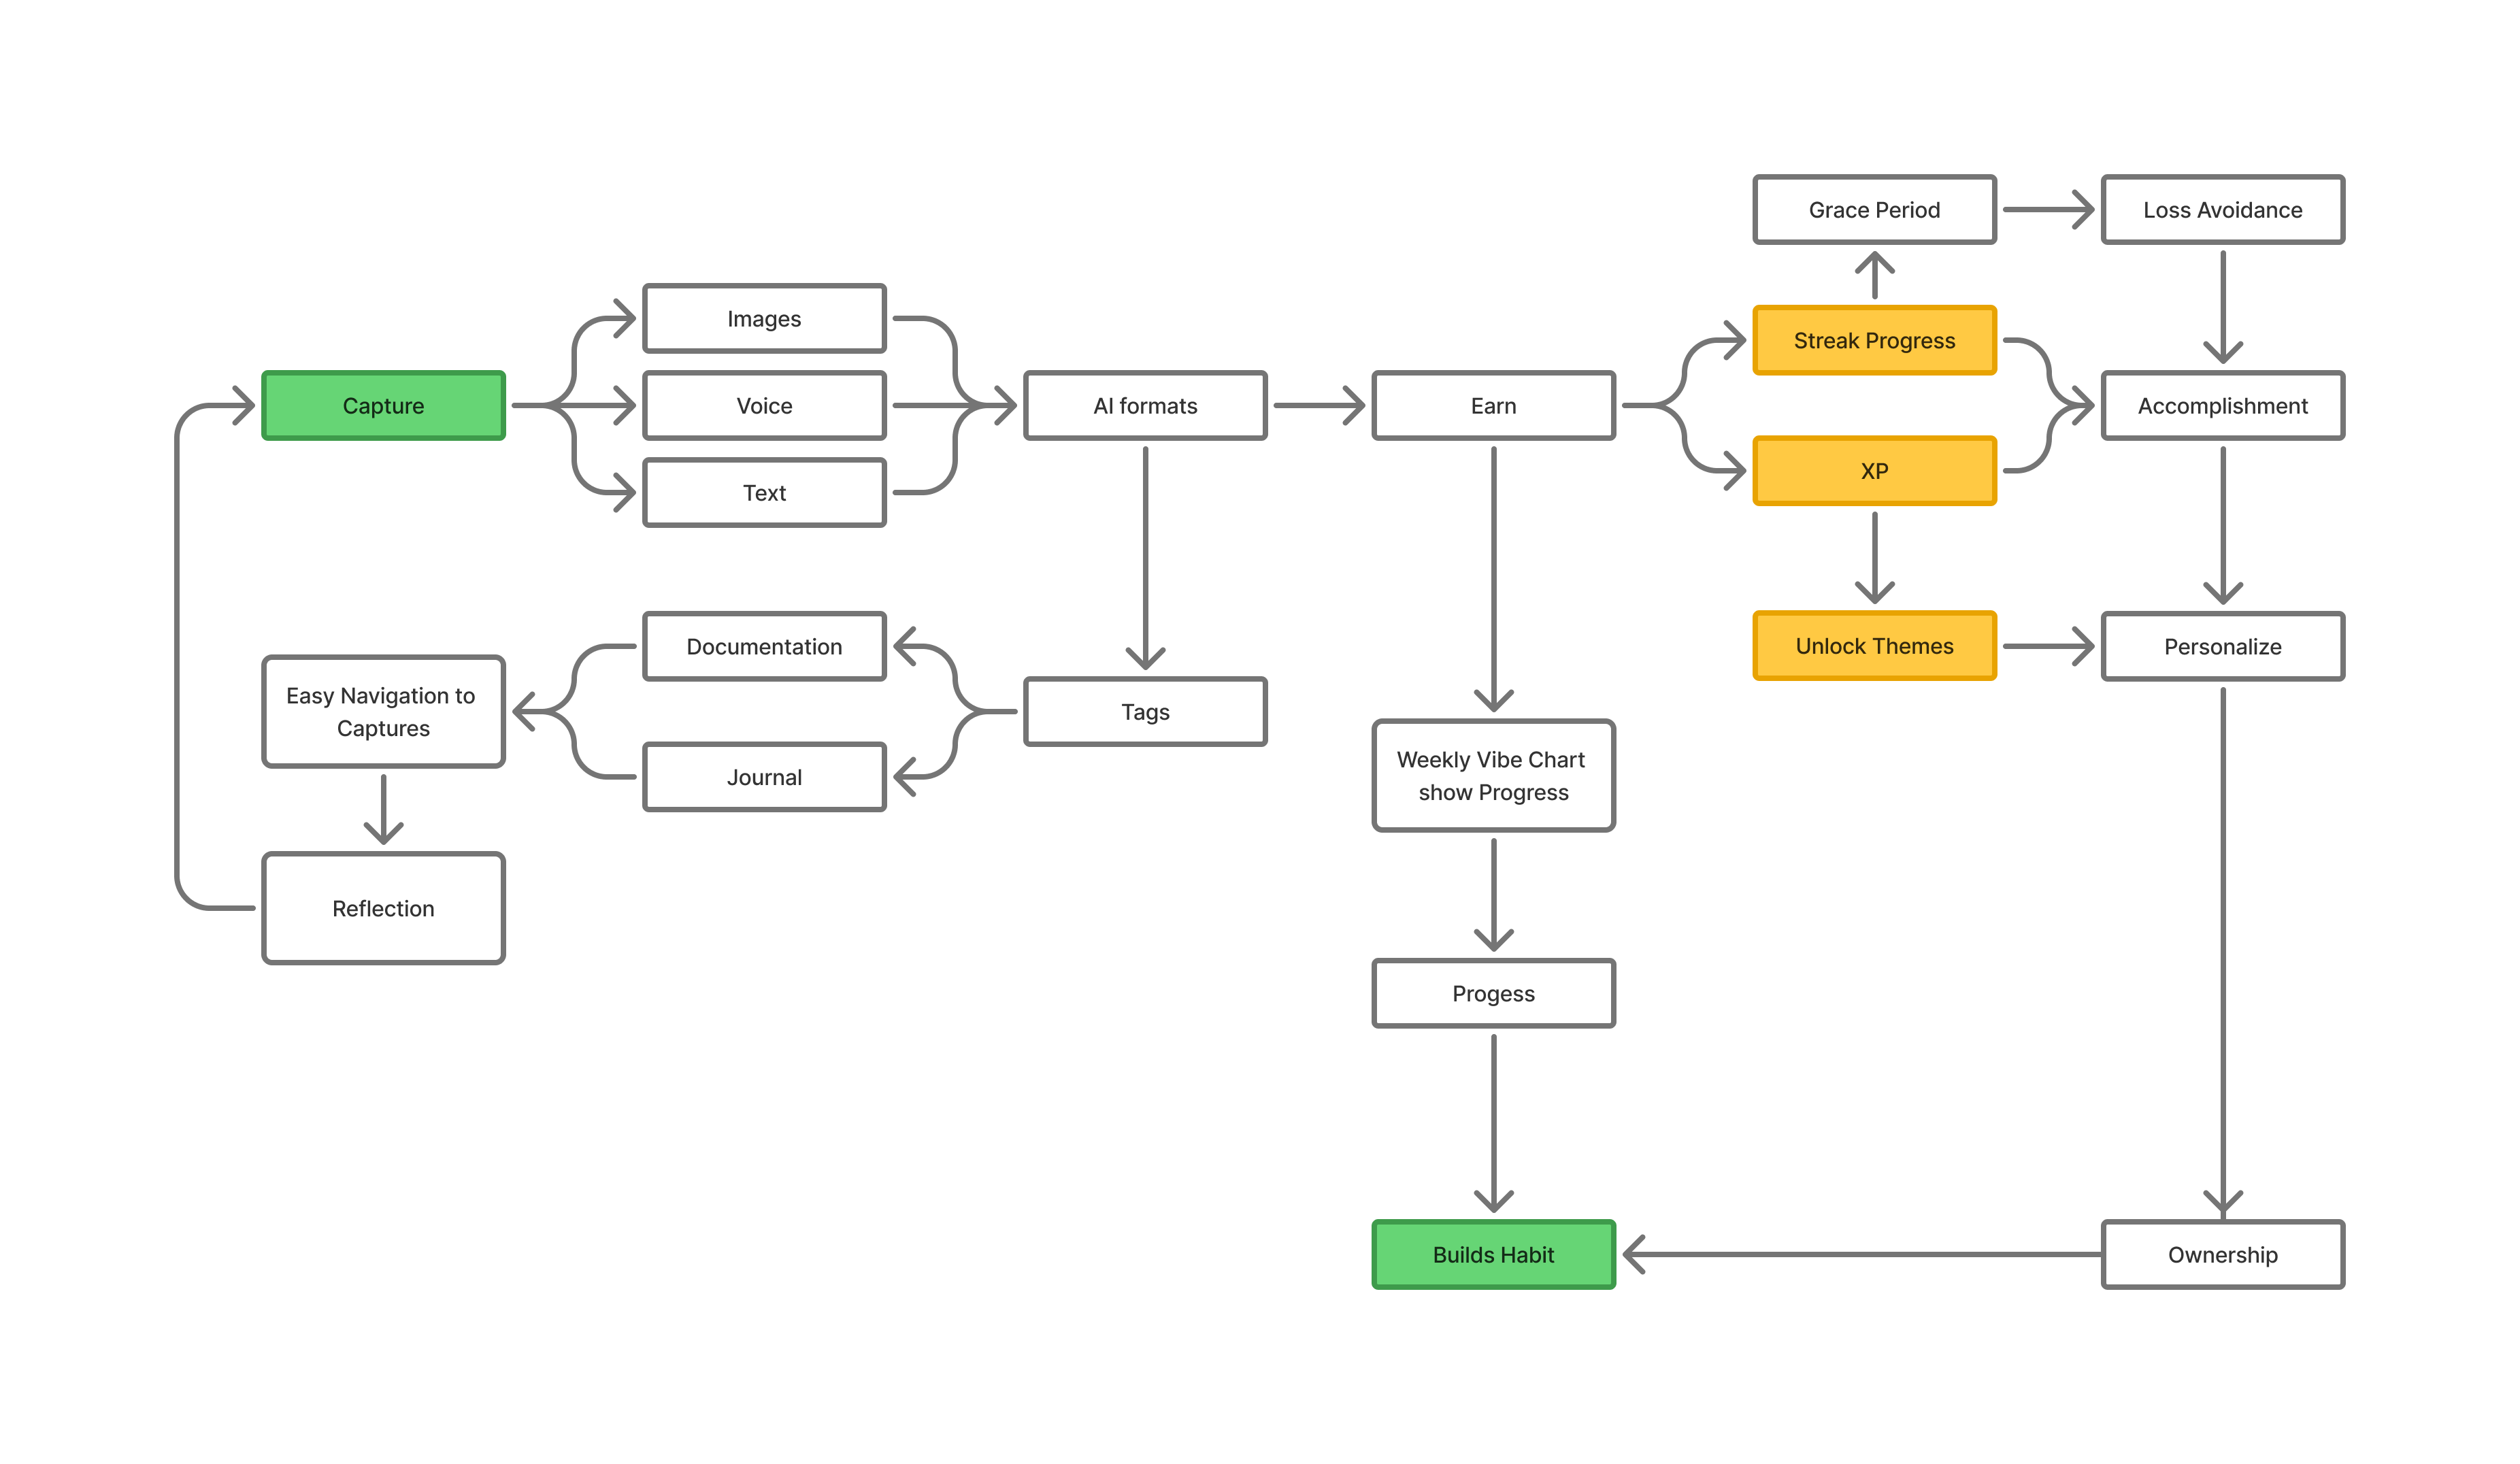 Grace Period
Loss Avoidance
Images
Streak Progress
Capture
Voice
AI formats
Earn
Accomplishment
Text
XP
Documentation
Unlock Themes
Personalize
Easy Navigation to
Captures
Tags
Journal
Weekly Vibe Chart
show Progress
Reflection
Progess
Builds Habit
Ownership